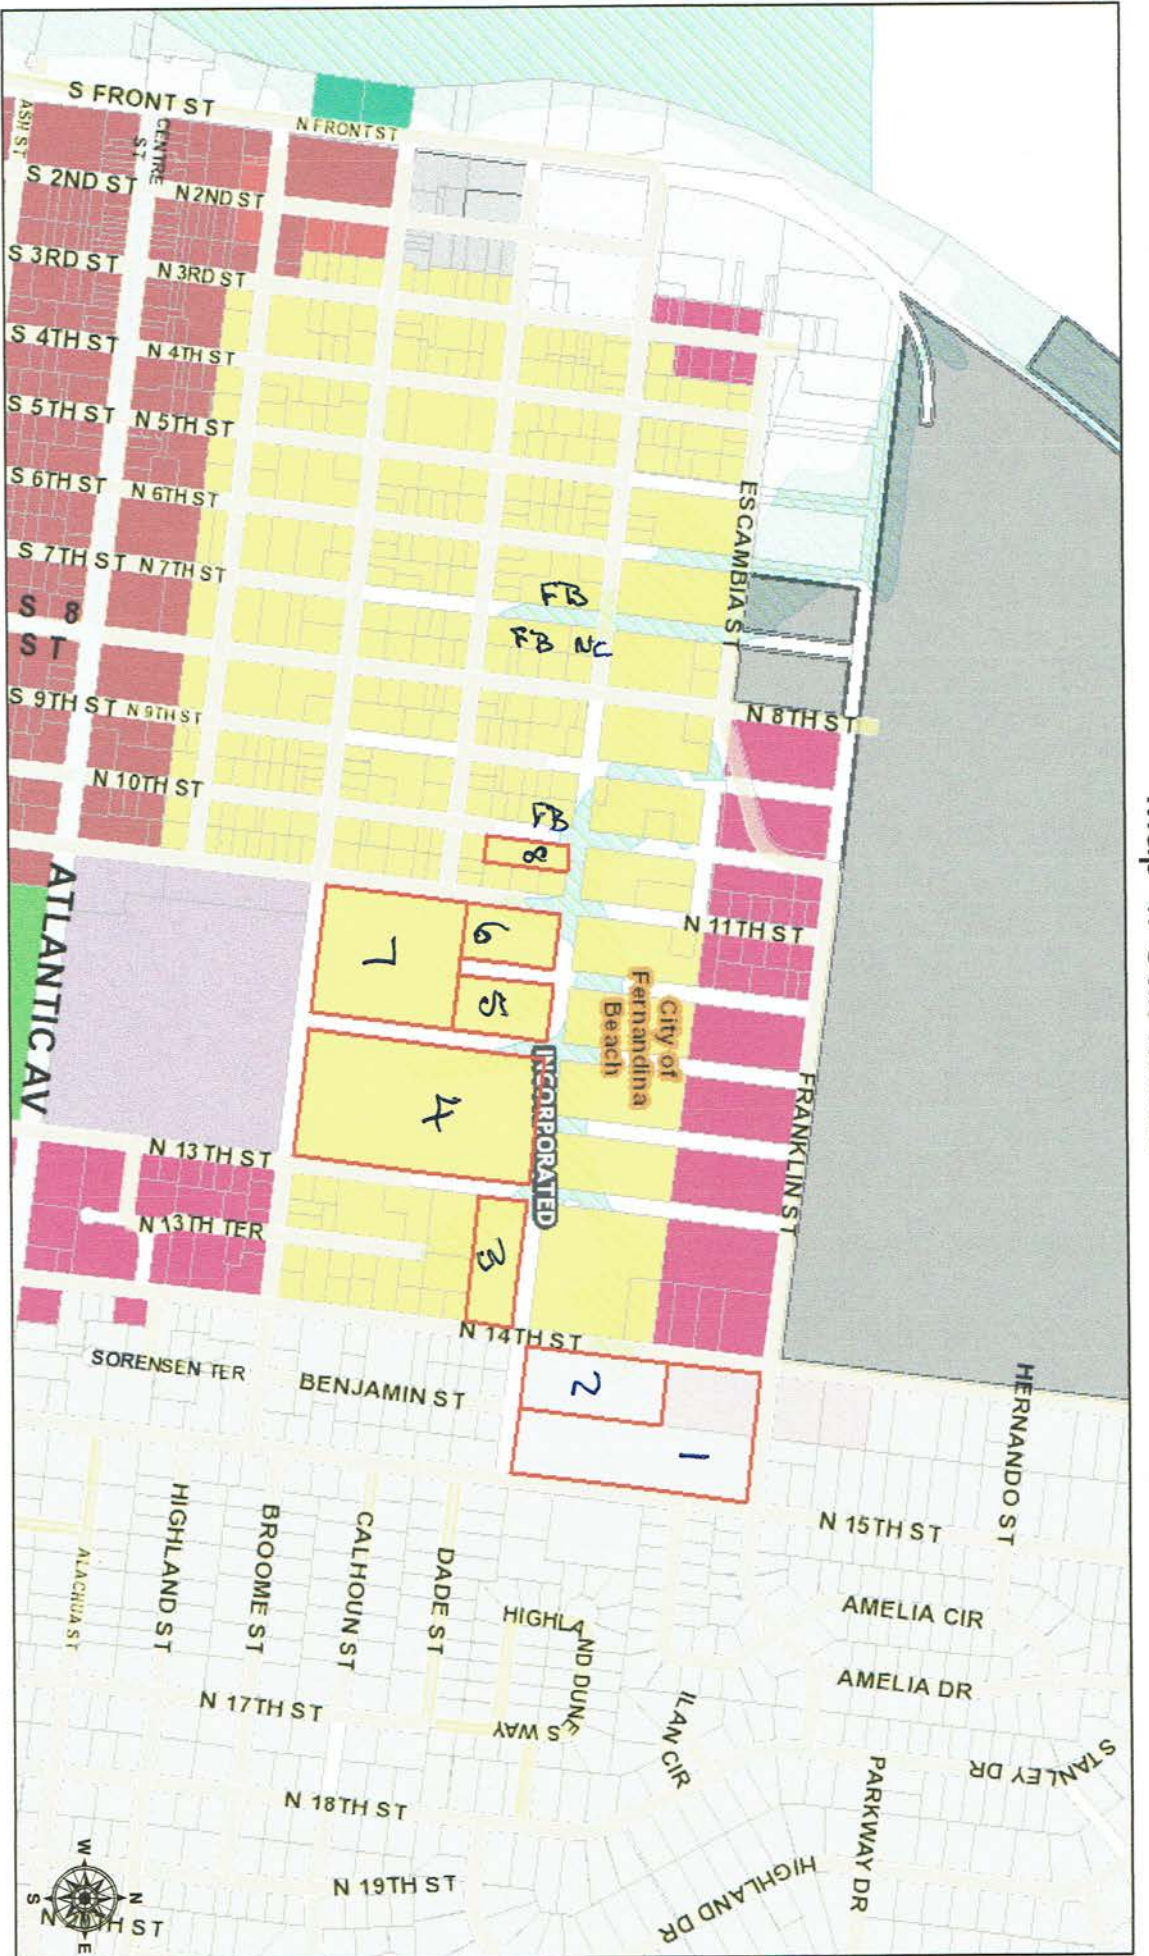 S FRONT ST
N FRONT ST
ASH ST
CENTRE ST
S 2ND ST
N 2ND ST
S 3RD ST
N 3RD ST
S 4TH ST
N 4TH ST
S 5TH ST
N 5TH ST
S 6TH ST
N 6TH ST
S 7TH ST
N 7TH ST
S 8
ST
S 9TH ST
N 9TH ST
N 10TH ST
ESCAMBIA ST
FB
FB NC
N 8TH ST
FB
8
6
7
5
4
3
2
1
N 11TH ST
City of
Fernandina
Beach
INCORPORATED
FRANKLIN ST
ATLANTIC AV
N 13TH ST
N 13TH TER
N 14TH ST
SORENSEN TER
BENJAMIN ST
HERNANDO ST
N 15TH ST
ALACHUA ST
HIGHLAND ST
BROOME ST
CALHOUN ST
DADE ST
HIGHLAND DUNE
S WAY
AMELIA CIR
AMELIA DR
ILAN CIR
STANLEY DR
PARKWAY DR
HIGHLAND DR
N 17TH ST
N 18TH ST
N 19TH ST
W
N
S
E